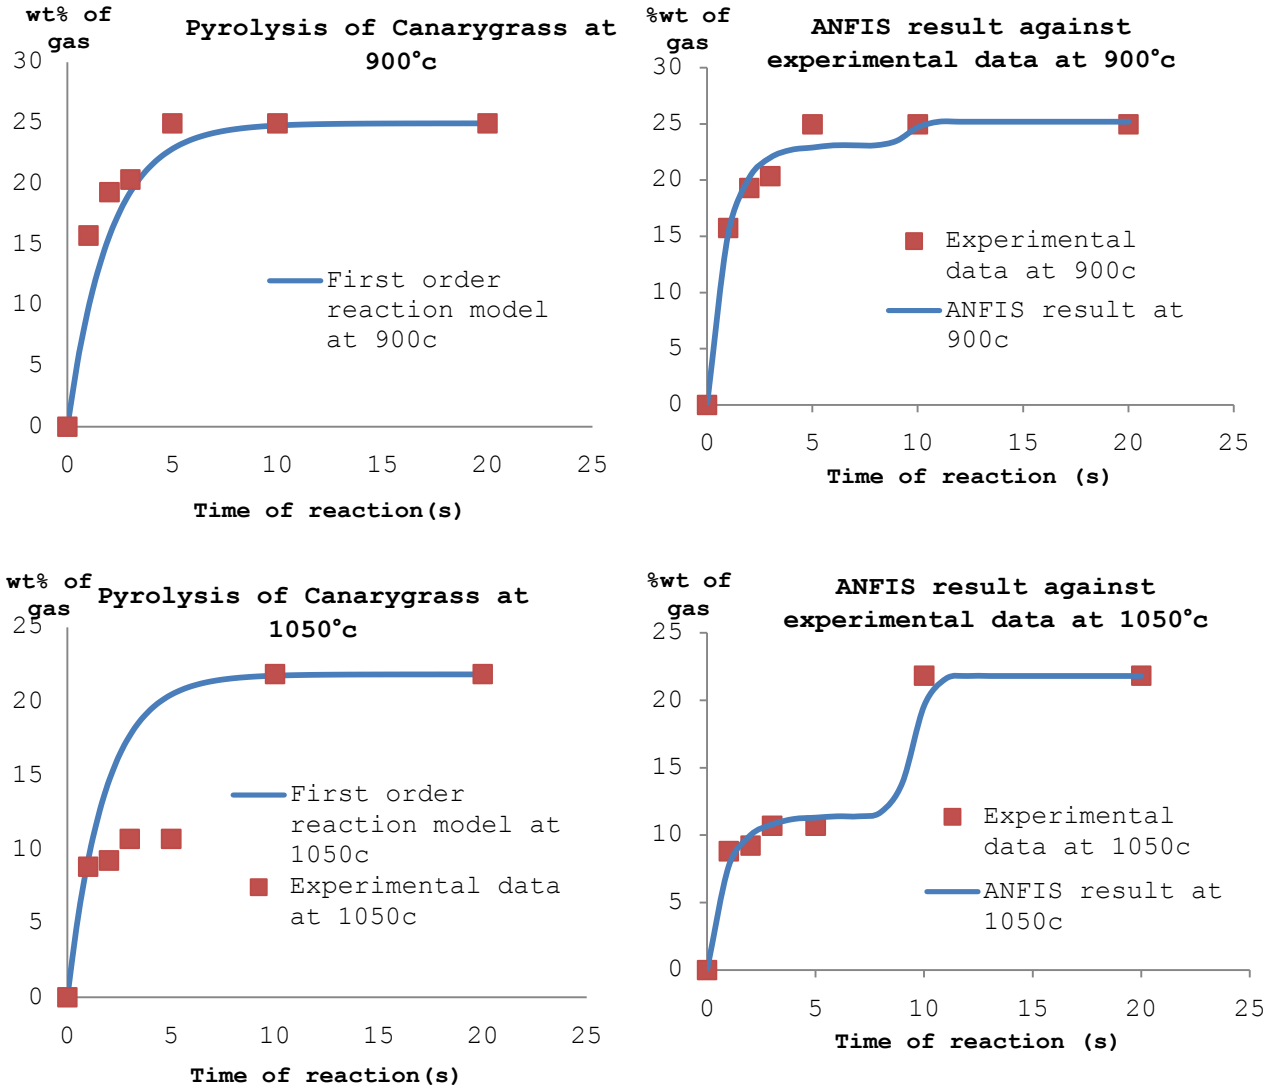 wt% of
gas
Pyrolysis of Canarygrass at
900°c
30
25
20
15
10
5
0
First order
reaction model
at 900c
0 5 10 15 20 25
Time of reaction(s)
%wt of
gas
ANFIS result against
experimental data at 900°c
30
25
20
15
10
5
0
Experimental
data at 900c
ANFIS result at
900c
0 5 10 15 20 25
Time of reaction (s)
wt% of
gas
Pyrolysis of Canarygrass at
1050°c
25
20
15
10
5
0
First order
reaction model at
1050c
Experimental data
at 1050c
0 5 10 15 20 25
Time of reaction(s)
%wt of
gas
ANFIS result against
experimental data at 1050°c
25
20
15
10
5
0
Experimental
data at 1050c
ANFIS result at
1050c
0 5 10 15 20 25
Time of reaction (s)